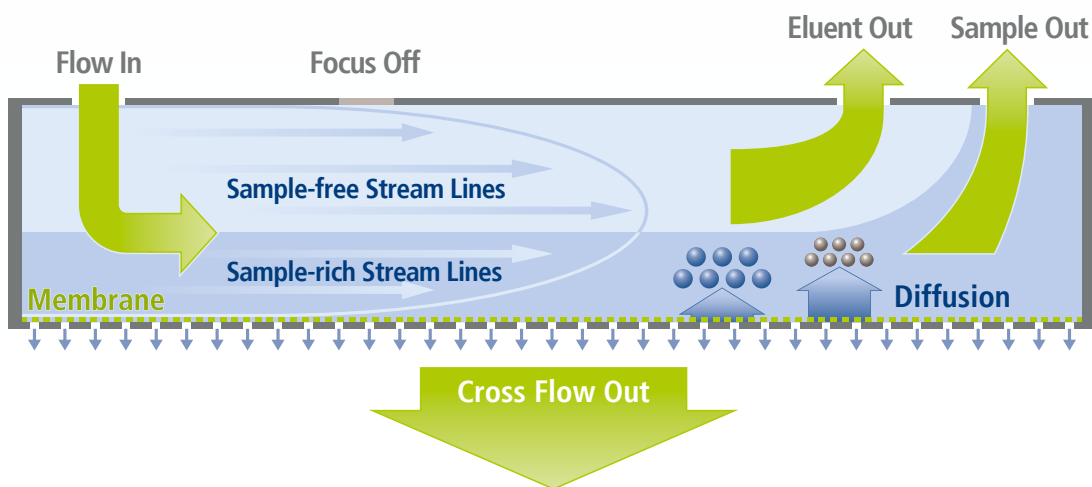 Eluent Out
Sample Out
Flow In
Focus Off
Sample-free Stream Lines
Sample-rich Stream Lines
Membrane
Diffusion
Cross Flow Out